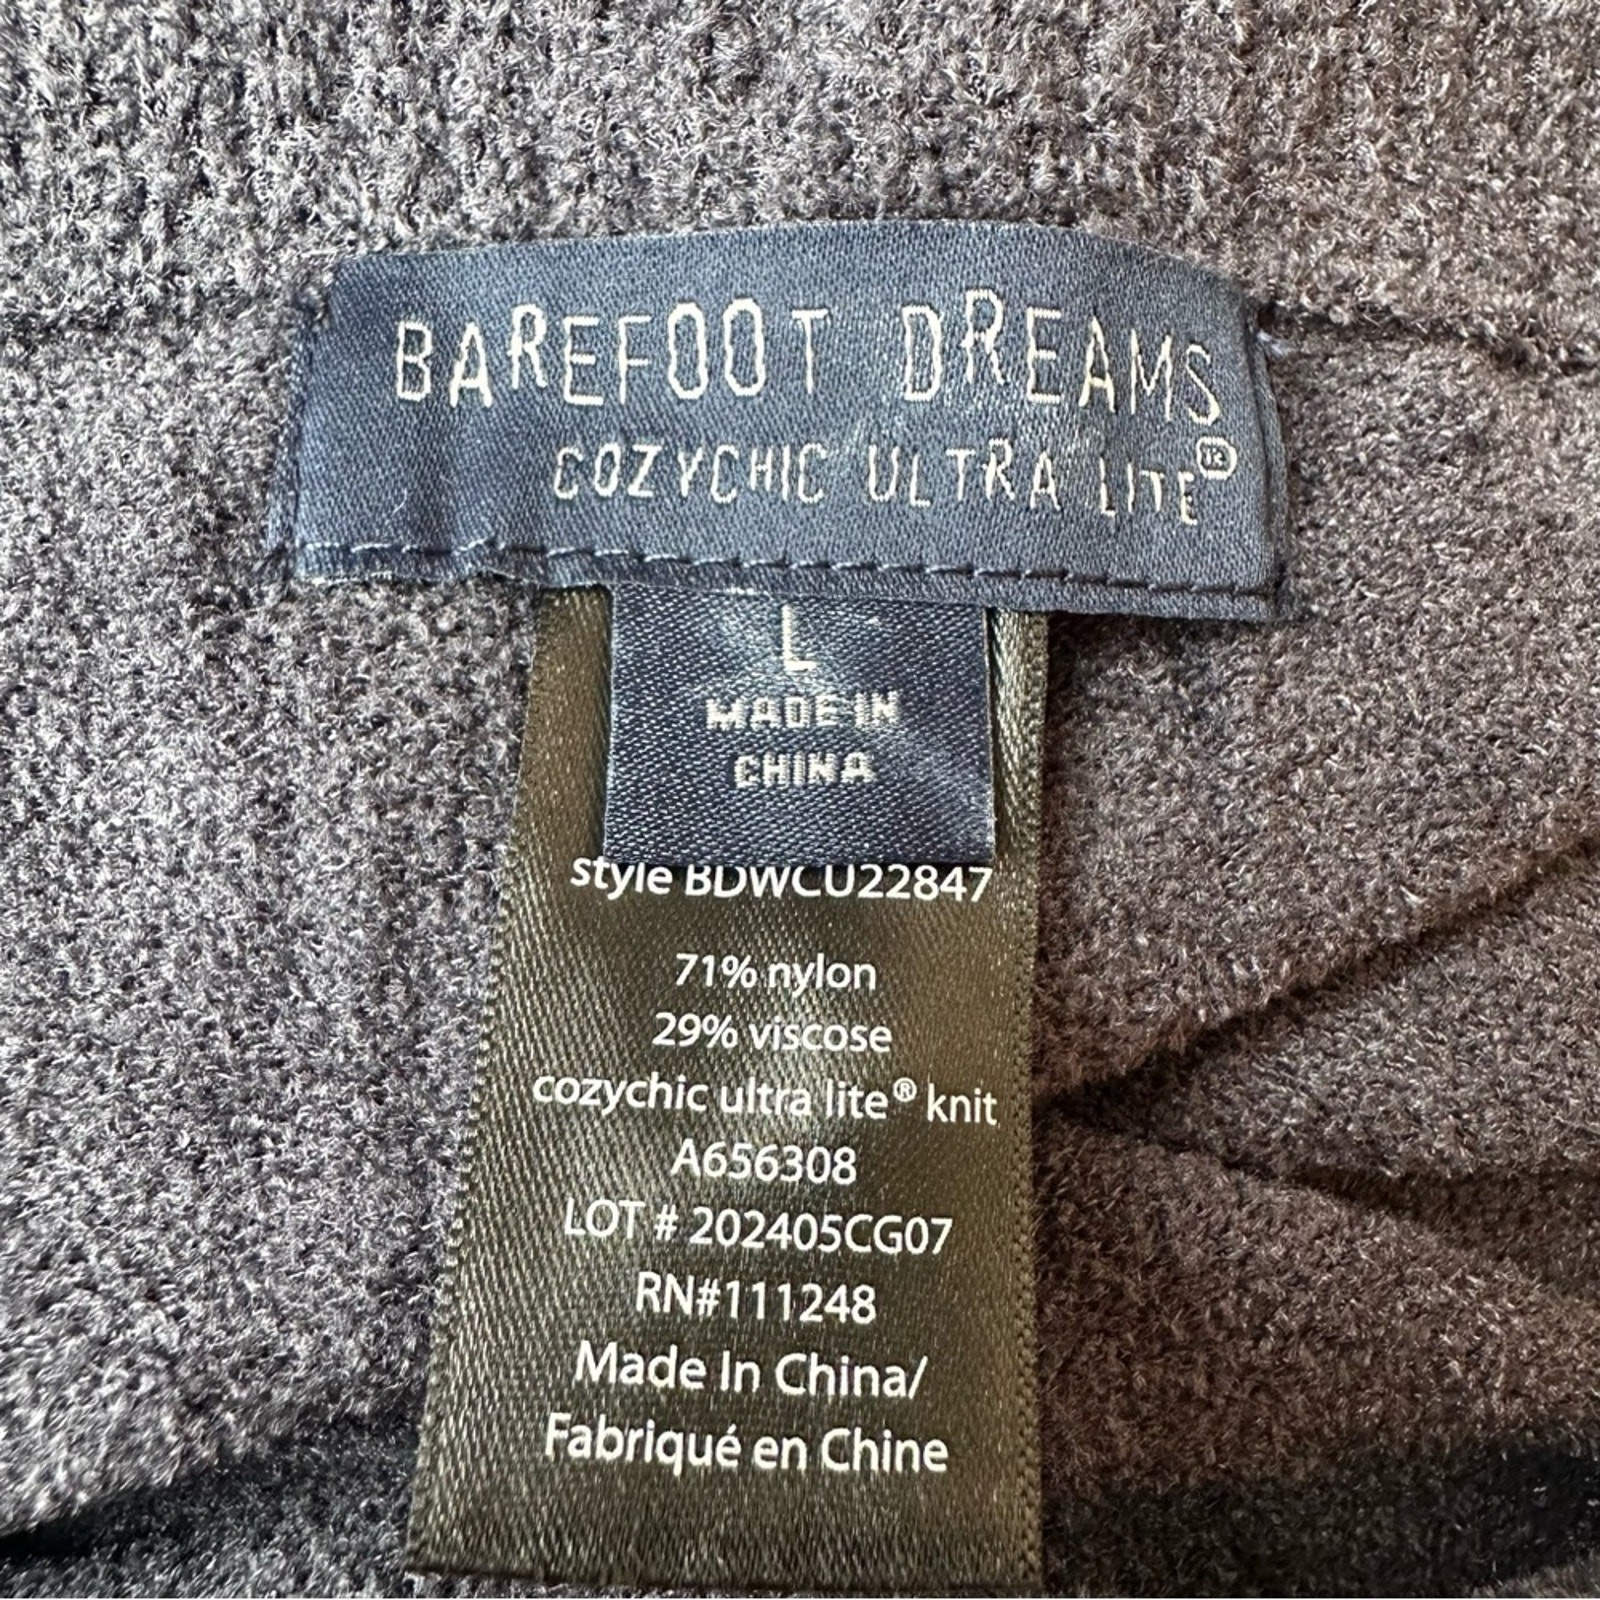 BAREFOOT DREAMS
COZYCHIC ULTRA LITE®
L
MADE IN
CHINA
style BDWCU22847
71% nylon
29% viscose
cozychic ultra lite® knit
A656308
LOT # 202405CG07
RN#111248
Made In China/
Fabriqué en Chine